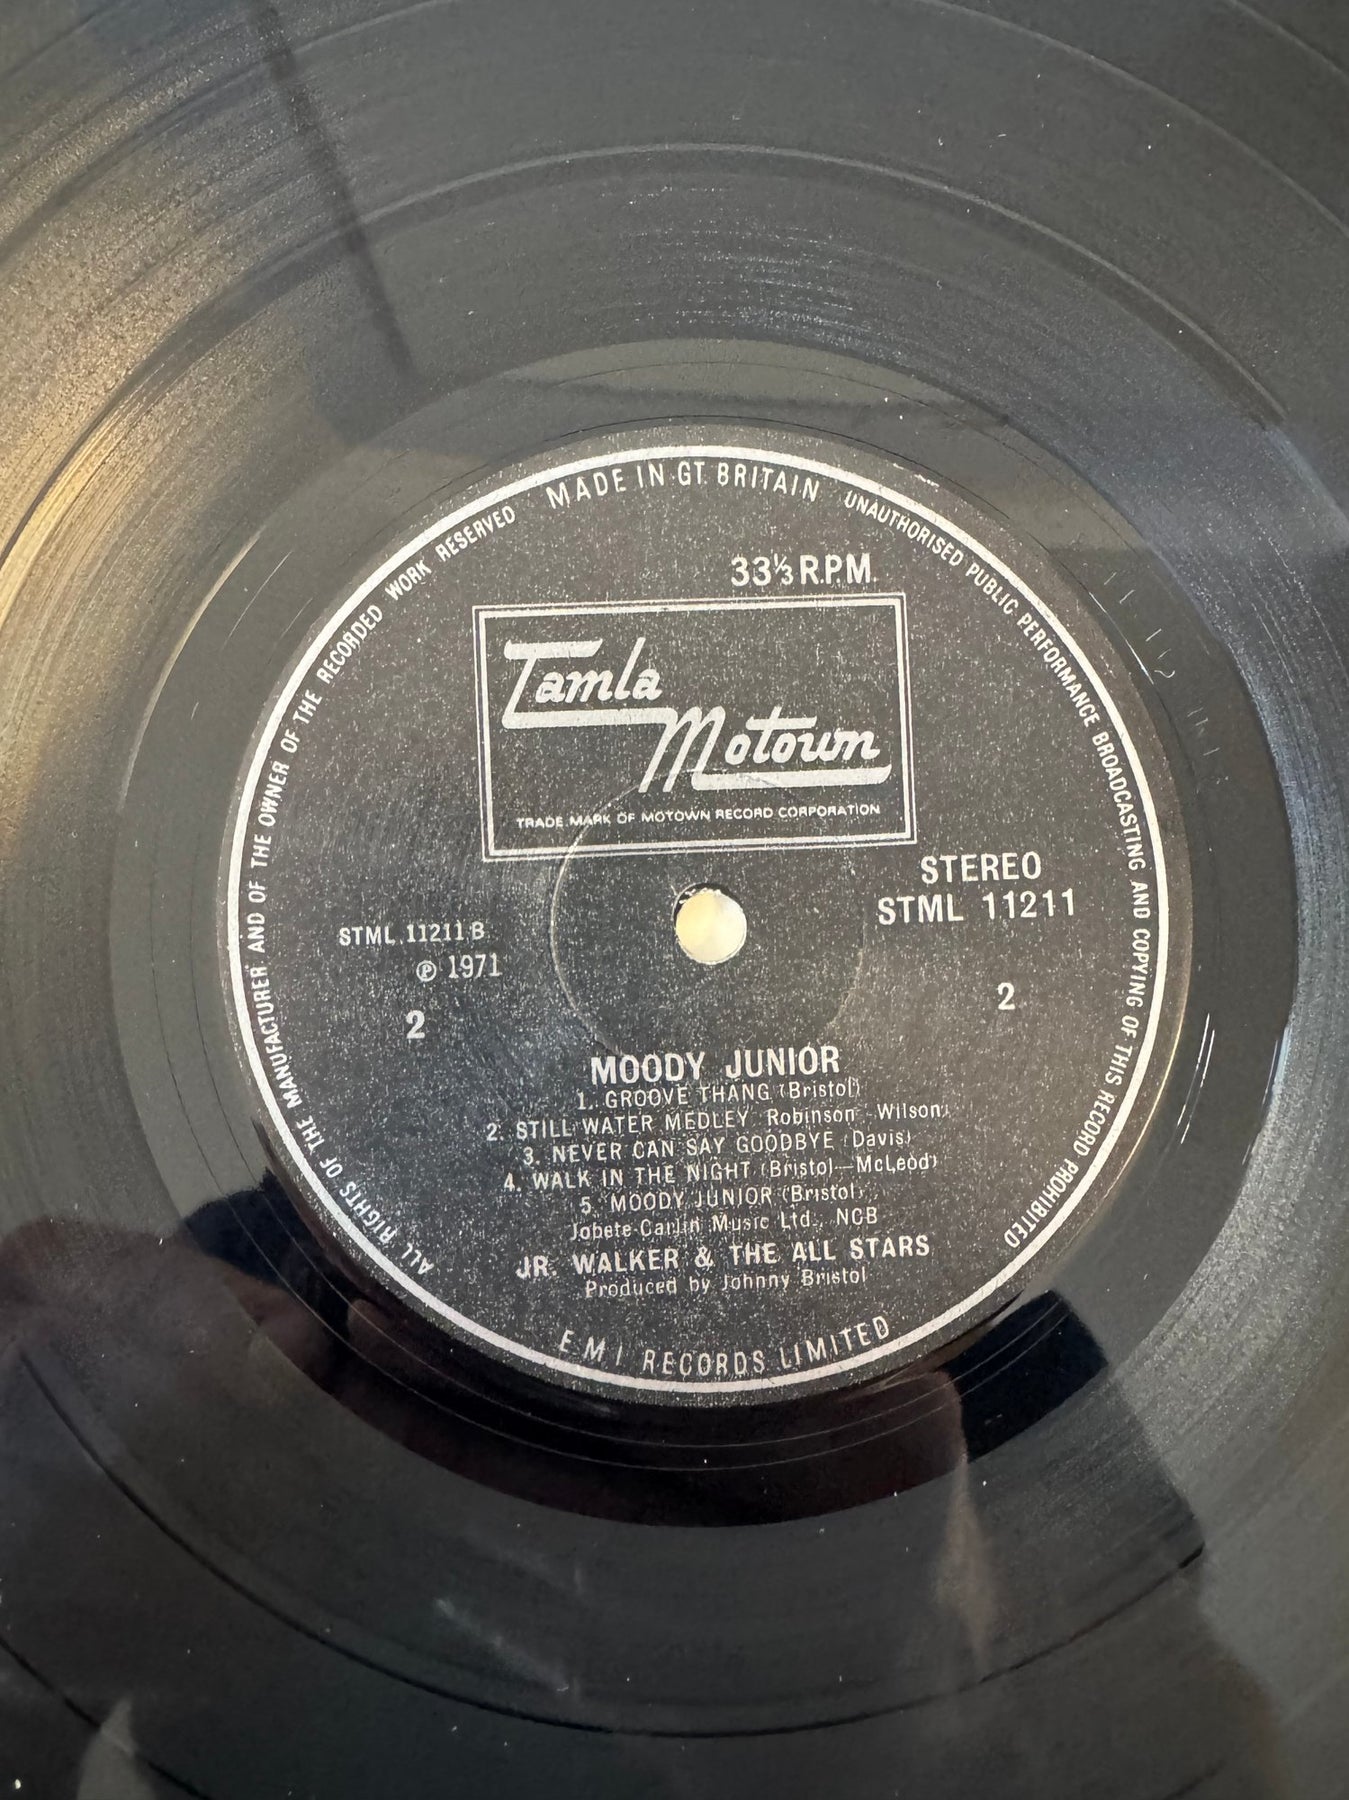 MADE IN GT. BRITAIN
UNAUTHORISED PUBLIC PERFORMANCE BROADCASTING AND COPYING OF THIS RECORD PROHIBITED
ALL RIGHTS OF THE MANUFACTURER AND OF THE OWNER OF THE RECORDED WORK RESERVED
33⅓ R.P.M.
Tamla
Motown
TRADE MARK OF MOTOWN RECORD CORPORATION
STEREO
STML 11211
STML 11211 B
℗ 1971
2
2
MOODY JUNIOR
1. GROOVE THANG (Bristol)
2. STILL WATER MEDLEY Robinson - Wilson)
3. NEVER CAN SAY GOODBYE (Davis)
4. WALK IN THE NIGHT (Bristol—McLeod)
5. MOODY JUNIOR (Bristol)
Jobete-Carlin Music Ltd., NCB
JR. WALKER & THE ALL STARS
Produced by Johnny Bristol
EMI RECORDS LIMITED